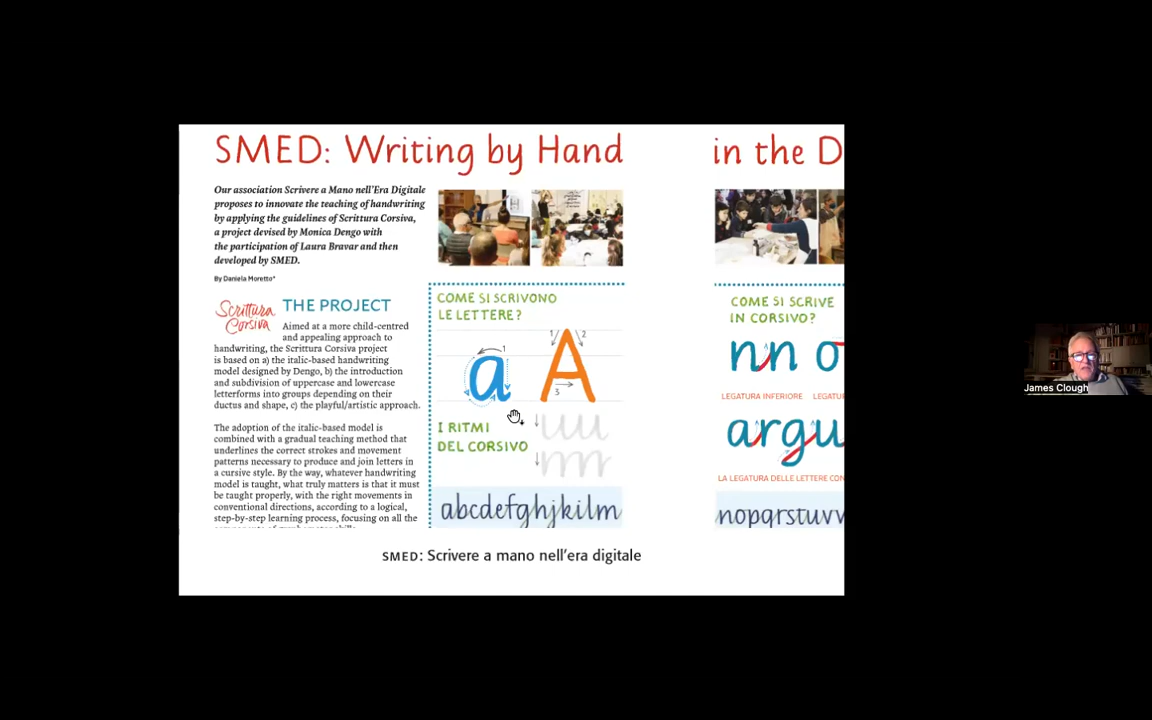 SMED: Writing by Hand
Our association Scrivere a Mano nell'Era Digitale
proposes to innovate the teaching of handwriting
by applying the guidelines of Scrittura Corsiva,
a project devised by Monica Dengo with
the participation of Laura Bravar and then
developed by SMED.
By Daniela Moretto*
Scrittura
Corsiva
THE PROJECT
Aimed at a more child-centred
and appealing approach to
handwriting, the Scrittura Corsiva project
is based on a) the italic-based handwriting
model designed by Dengo, b) the introduction
and subdivision of uppercase and lowercase
letterforms into groups depending on their
ductus and shape, c) the playful/artistic approach.
The adoption of the italic-based model is
combined with a gradual teaching method that
underlines the correct strokes and movement
patterns necessary to produce and join letters in
a cursive style. By the way, whatever handwriting
model is taught, what truly matters is that it must
be taught properly, with the right movements in
conventional directions, according to a logical,
step-by-step learning process, focusing on all the
H
COME SI SCRIVONO
LE LETTERE?
1
1 2
3
a A
I RITMI
DEL CORSIVO
abcdefghjkilm
in the D
COME SI SCRIVE
IN CORSIVO?
nn o
LEGATURA INFERIORE LEGATU
argu
LA LEGATURA DELLE LETTERE CON
nopqrstuvv
SMED: Scrivere a mano nell'era digitale
James Clough